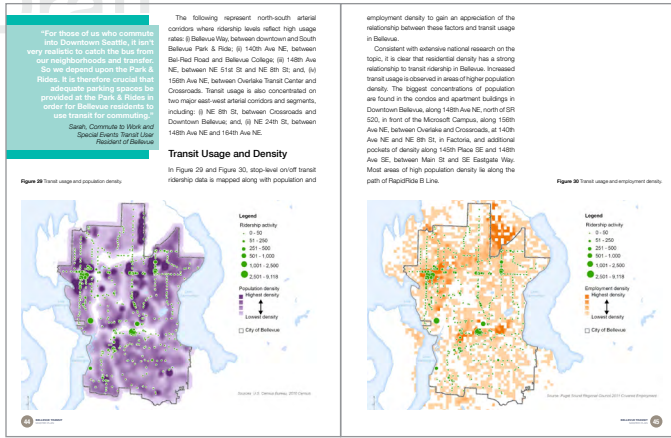 "For those of us who commute
into Downtown Seattle, it isn't
very realistic to catch the bus from
our neighborhoods and transfer.
So we depend upon the Park &
Rides. It is therefore crucial that
adequate parking spaces be
provided at the Park & Rides in
order for Bellevue residents to
use transit for commuting."
Sarah, Commute to Work and
Special Events Transit User
Resident of Bellevue
The following represent north-south arterial
corridors where ridership levels reflect high usage
rates: (i) Bellevue Way, between downtown and South
Bellevue Park & Ride; (ii) 140th Ave NE, between
Bel-Red Road and Bellevue College; (iii) 148th Ave
NE, between NE 51st St and NE 8th St; and, (iv)
156th Ave NE, between Overlake Transit Center and
Crossroads. Transit usage is also concentrated on
two major east-west arterial corridors and segments,
including: (i) NE 8th St, between Crossroads and
Downtown Bellevue; and, (ii) NE 24th St, between
148th Ave NE and 164th Ave NE.
Transit Usage and Density
In Figure 29 and Figure 30, stop-level on/off transit
ridership data is mapped along with population and
Figure 29 Transit usage and population density.
Legend
Ridership activity
0 - 50
51 - 250
251 - 500
501 - 1,000
1,001 - 2,500
2,501 - 9,118
Population density
Highest density
Lowest density
City of Bellevue
Sources: U.S. Census Bureau, 2010 Census
44
BELLEVUE TRANSIT
employment density to gain an appreciation of the
relationship between these factors and transit usage
in Bellevue.
Consistent with extensive national research on the
topic, it is clear that residential density has a strong
relationship to transit ridership in Bellevue. Increased
transit usage is observed in areas of higher population
density. The biggest concentrations of population
are found in the condos and apartment buildings in
Downtown Bellevue, along 148th Ave NE, north of SR
520, in front of the Microsoft Campus, along 156th
Ave NE, between Overlake and Crossroads, at 140th
Ave NE and NE 8th St, in Factoria, and additional
pockets of density along 145th Place SE and 148th
Ave SE, between Main St and SE Eastgate Way.
Most areas of high population density lie along the
path of RapidRide B Line.
Figure 30 Transit usage and employment density.
Legend
Ridership activity
0 - 50
51 - 250
251 - 500
501 - 1,000
1,001 - 2,500
2,501 - 9,118
Employment density
Highest density
Lowest density
City of Bellevue
Source: Puget Sound Regional Council 2011 Covered Employment
BELLEVUE TRANSIT
45